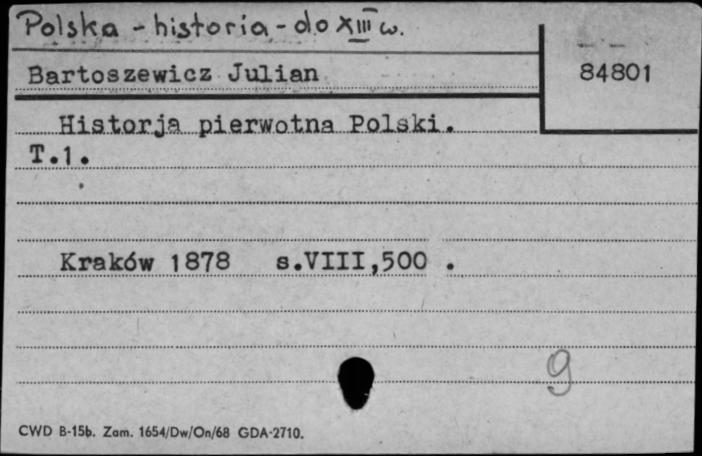 Polska - historia - do XIII w.
Bartoszewicz Julian
84801
Historja pierwotna Polski.
T.1.
Kraków 1878 s.VIII,500 .
9
CWD B-15b. Zam. 1654/Dw/On/68 GDA-2710.